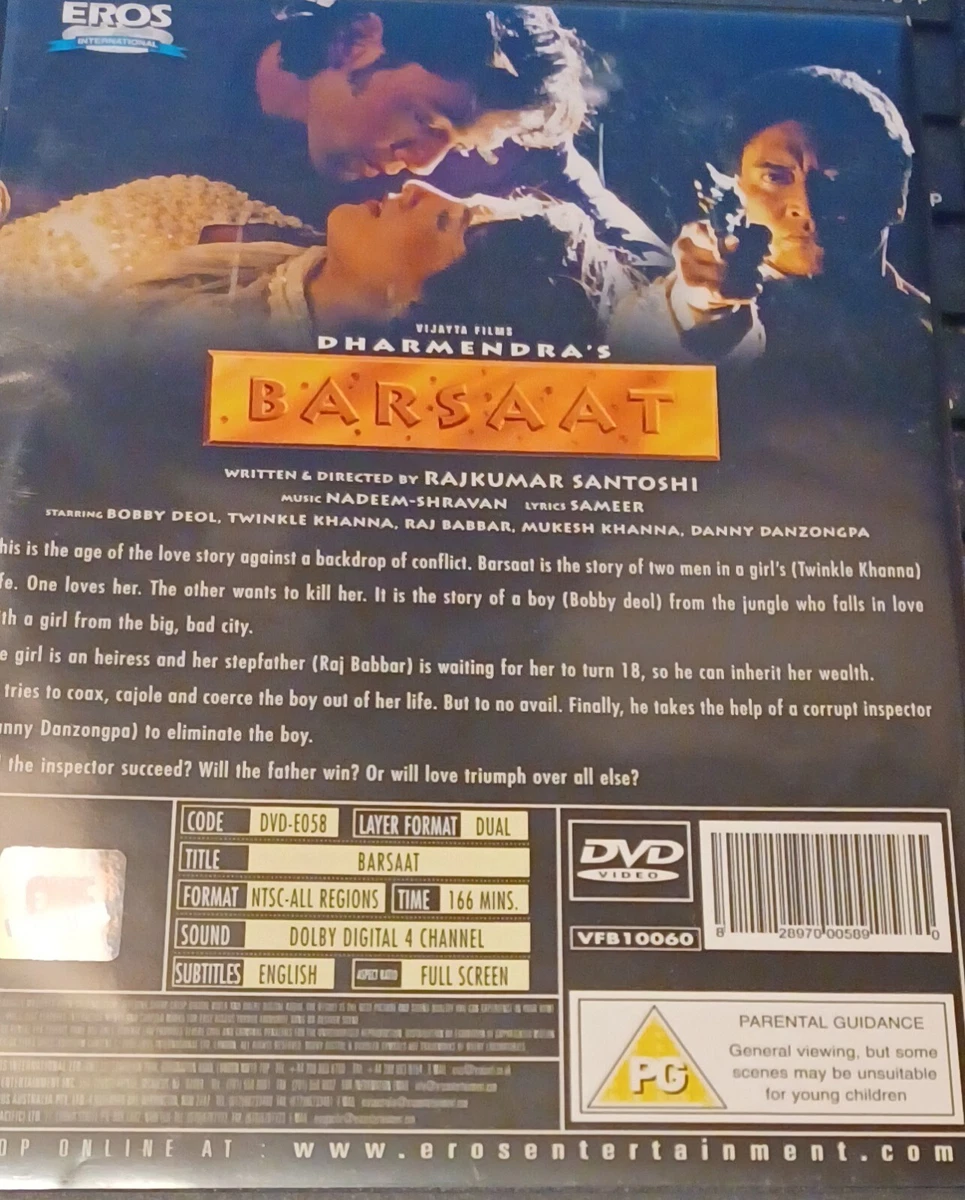 EROS
INTERNATIONAL
P
VIJAYTA FILMS
DHARMENDRA'S
BARSAAT
WRITTEN & DIRECTED BY RAJKUMAR SANTOSHI
MUSIC NADEEM-SHRAVAN LYRICS SAMEER
STARRING BOBBY DEOL, TWINKLE KHANNA, RAJ BABBAR, MUKESH KHANNA, DANNY DANZONGPA
his is the age of the love story against a backdrop of conflict. Barsaat is the story of two men in a girl's (Twinkle Khanna)
fe. One loves her. The other wants to kill her. It is the story of a boy (Bobby deol) from the jungle who falls in love
th a girl from the big, bad city.
e girl is an heiress and her stepfather (Raj Babbar) is waiting for her to turn 18, so he can inherit her wealth.
tries to coax, cajole and coerce the boy out of her life. But to no avail. Finally, he takes the help of a corrupt inspector
nny Danzongpa) to eliminate the boy.
the inspector succeed? Will the father win? Or will love triumph over all else?
CODE DVD-E058 LAYER FORMAT DUAL
TITLE BARSAAT
FORMAT NTSC-ALL REGIONS TIME 166 MINS.
SOUND DOLBY DIGITAL 4 CHANNEL
SUBTITLES ENGLISH ASPECT RATIO FULL SCREEN
DVD
VIDEO
VFB10060
8 28970 00589 0
PG
PARENTAL GUIDANCE
General viewing, but some
scenes may be unsuitable
for young children
OP ONLINE AT : www.erosentertainment.com